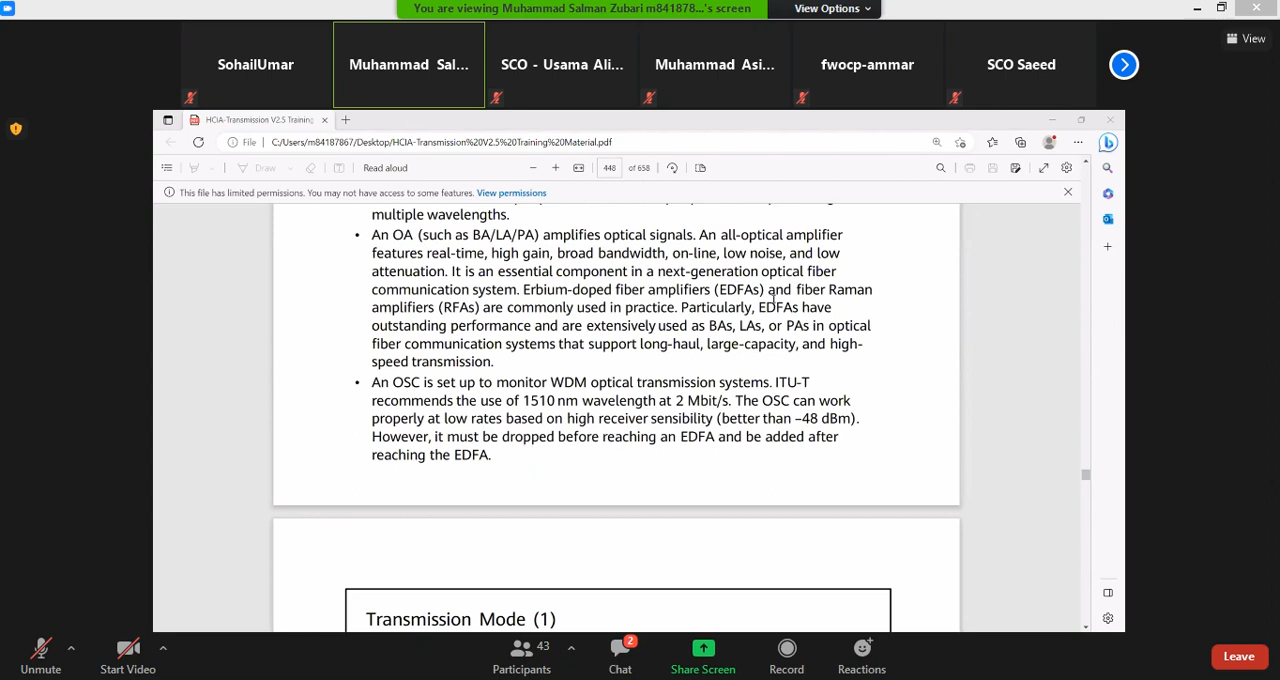 You are viewing Muhammad Salman Zubari m841878...'s screen
View Options
View
SohailUmar
Muhammad Sal...
SCO - Usama Ali...
Muhammad Asi...
fwocp-ammar
SCO Saeed
HCIA-Transmission V2.5 Training
File C:/Users/m84187867/Desktop/HCIA-Transmission%20V2.5%20Training%20Material.pdf
Draw
Read aloud
448 of 658
This file has limited permissions. You may not have access to some features. View permissions
multiple wavelengths.
• An OA (such as BA/LA/PA) amplifies optical signals. An all-optical amplifier
features real-time, high gain, broad bandwidth, on-line, low noise, and low
attenuation. It is an essential component in a next-generation optical fiber
communication system. Erbium-doped fiber amplifiers (EDFAs) and fiber Raman
amplifiers (RFAs) are commonly used in practice. Particularly, EDFAs have
outstanding performance and are extensively used as BAs, LAs, or PAs in optical
fiber communication systems that support long-haul, large-capacity, and high-
speed transmission.
• An OSC is set up to monitor WDM optical transmission systems. ITU-T
recommends the use of 1510 nm wavelength at 2 Mbit/s. The OSC can work
properly at low rates based on high receiver sensibility (better than –48 dBm).
However, it must be dropped before reaching an EDFA and be added after
reaching the EDFA.
Transmission Mode (1)
Unmute
Start Video
43
Participants
2
Chat
Share Screen
Record
Reactions
Leave